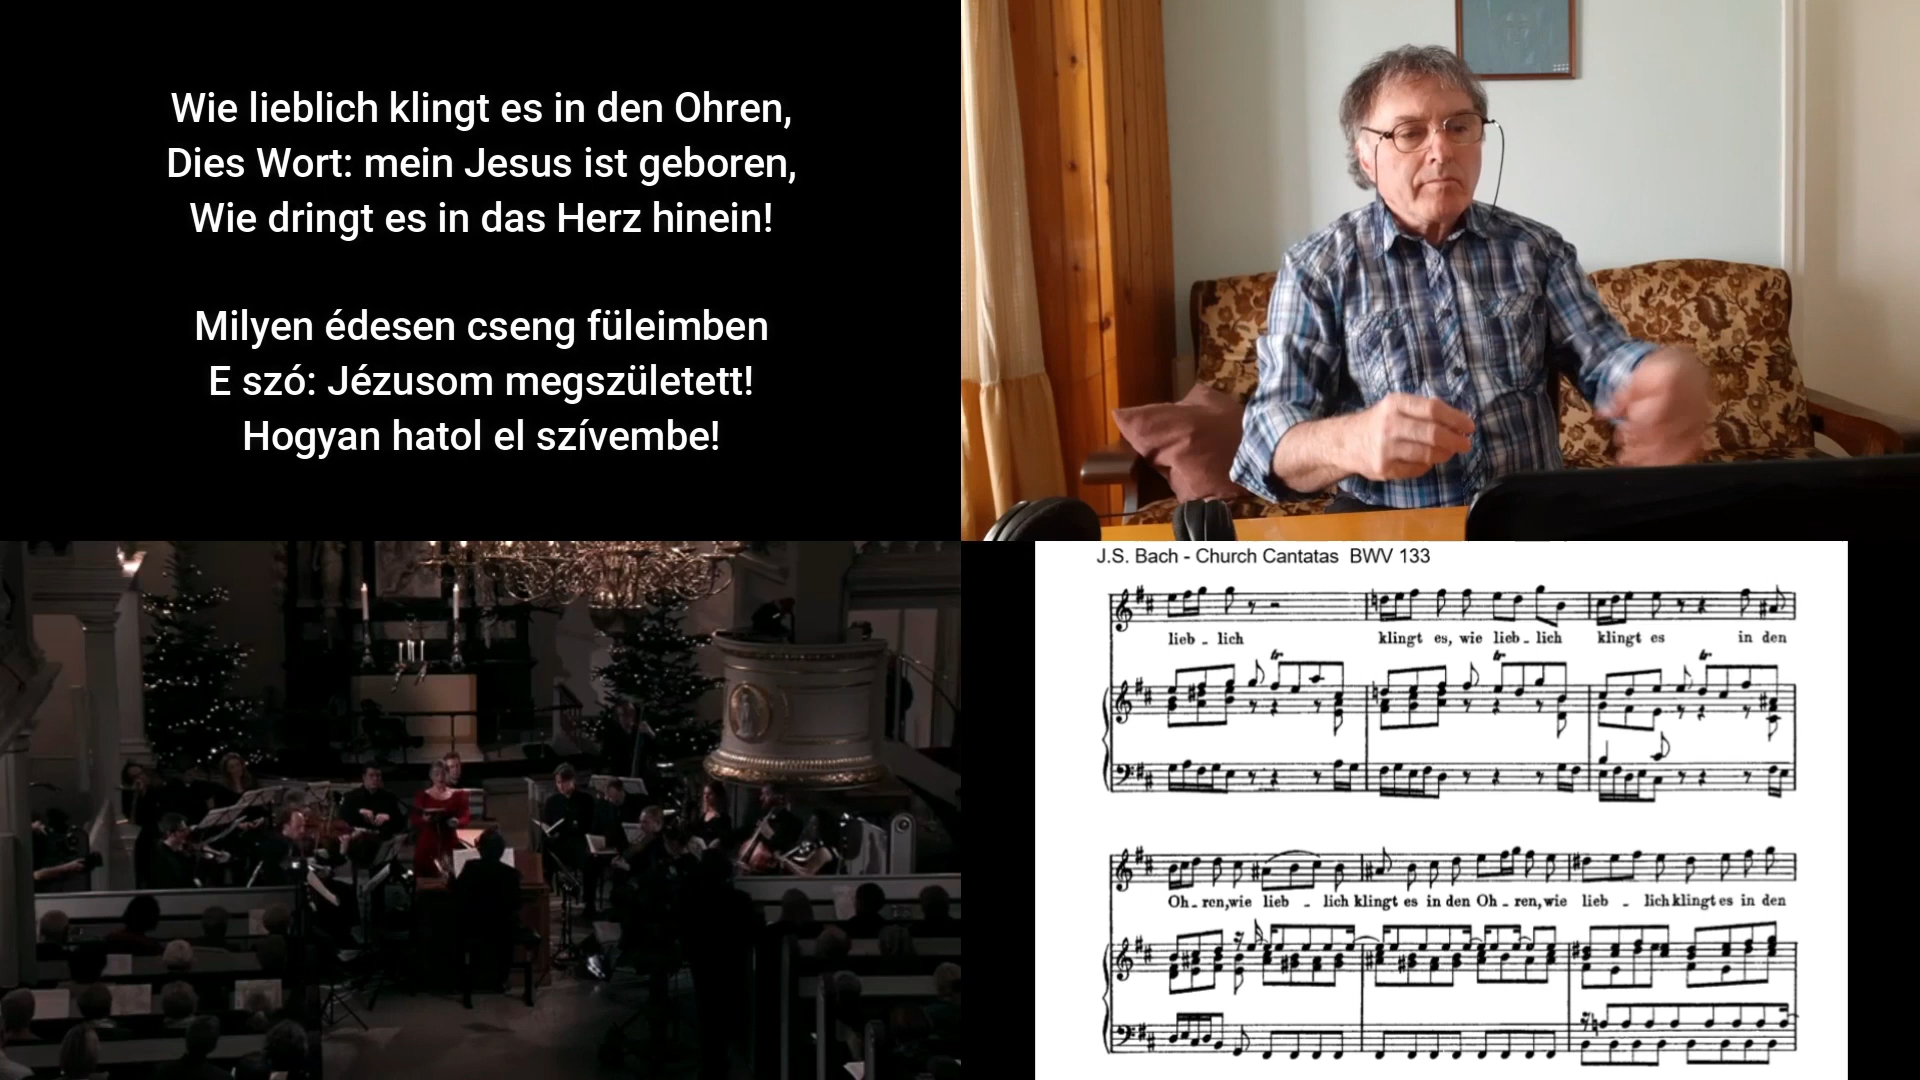 Wie lieblich klingt es in den Ohren,
Dies Wort: mein Jesus ist geboren,
Wie dringt es in das Herz hinein!
Milyen édesen cseng füleimben
E szó: Jézusom megszületett!
Hogyan hatol el szívembe!
J.S. Bach - Church Cantatas BWV 133
lieb - lich klingt es, wie lieb - lich klingt es in den
Oh - ren, wie lieb - lich klingt es in den Oh - ren, wie lieb - lich klingt es in den